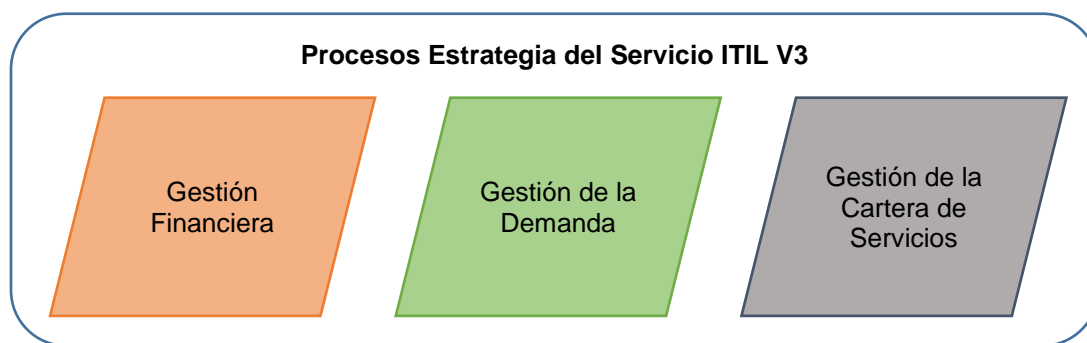 Procesos Estrategia del Servicio ITIL V3
Gestión
Financiera
Gestión de la
Demanda
Gestión de la
Cartera de
Servicios